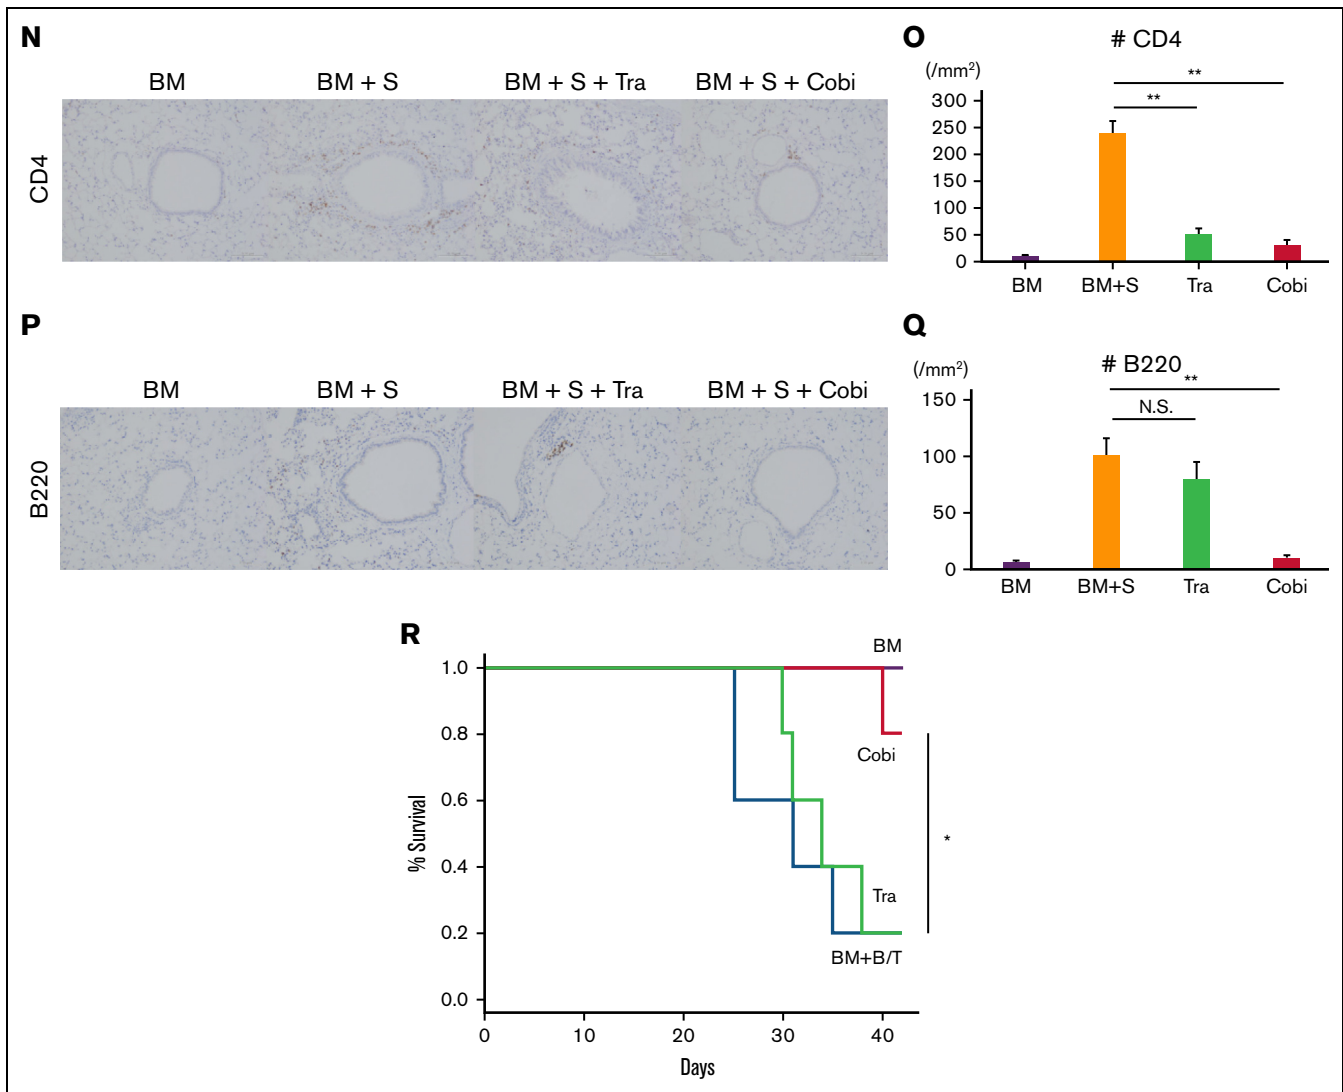 N
BM
BM + S
BM + S + Tra
BM + S + Cobi
CD4
O
# CD4
(/mm²)
**
**
300
250
200
150
100
50
0
BM
BM+S
Tra
Cobi
P
BM
BM + S
BM + S + Tra
BM + S + Cobi
B220
Q
# B220
(/mm²)
**
N.S.
150
100
50
0
BM
BM+S
Tra
Cobi
R
BM
1.0
0.8
0.6
0.4
0.2
0.0
% Survival
Cobi
*
Tra
BM+B/T
0
10
20
30
40
Days